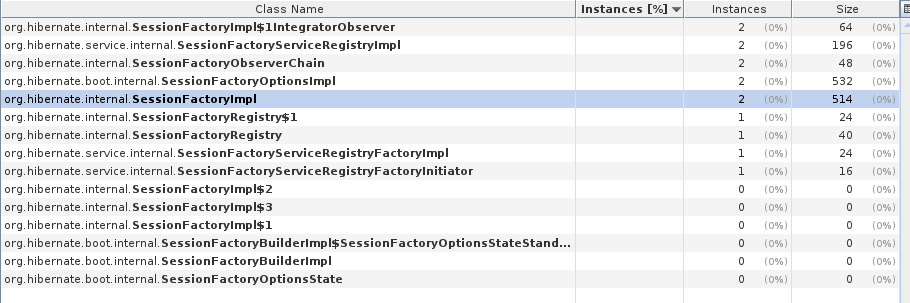 Class Name Instances [%] Instances Size
org.hibernate.internal.SessionFactoryImpl$1IntegratorObserver 2 (0%) 64 (0%)
org.hibernate.service.internal.SessionFactoryServiceRegistryImpl 2 (0%) 196 (0%)
org.hibernate.internal.SessionFactoryObserverChain 2 (0%) 48 (0%)
org.hibernate.boot.internal.SessionFactoryOptionsImpl 2 (0%) 532 (0%)
org.hibernate.internal.SessionFactoryImpl 2 (0%) 514 (0%)
org.hibernate.internal.SessionFactoryRegistry$1 1 (0%) 24 (0%)
org.hibernate.internal.SessionFactoryRegistry 1 (0%) 40 (0%)
org.hibernate.service.internal.SessionFactoryServiceRegistryFactoryImpl 1 (0%) 24 (0%)
org.hibernate.service.internal.SessionFactoryServiceRegistryFactoryInitiator 1 (0%) 16 (0%)
org.hibernate.internal.SessionFactoryImpl$2 0 (0%) 0 (0%)
org.hibernate.internal.SessionFactoryImpl$3 0 (0%) 0 (0%)
org.hibernate.internal.SessionFactoryImpl$1 0 (0%) 0 (0%)
org.hibernate.boot.internal.SessionFactoryBuilderImpl$SessionFactoryOptionsStateStand... 0 (0%) 0 (0%)
org.hibernate.boot.internal.SessionFactoryBuilderImpl 0 (0%) 0 (0%)
org.hibernate.boot.internal.SessionFactoryOptionsState 0 (0%) 0 (0%)